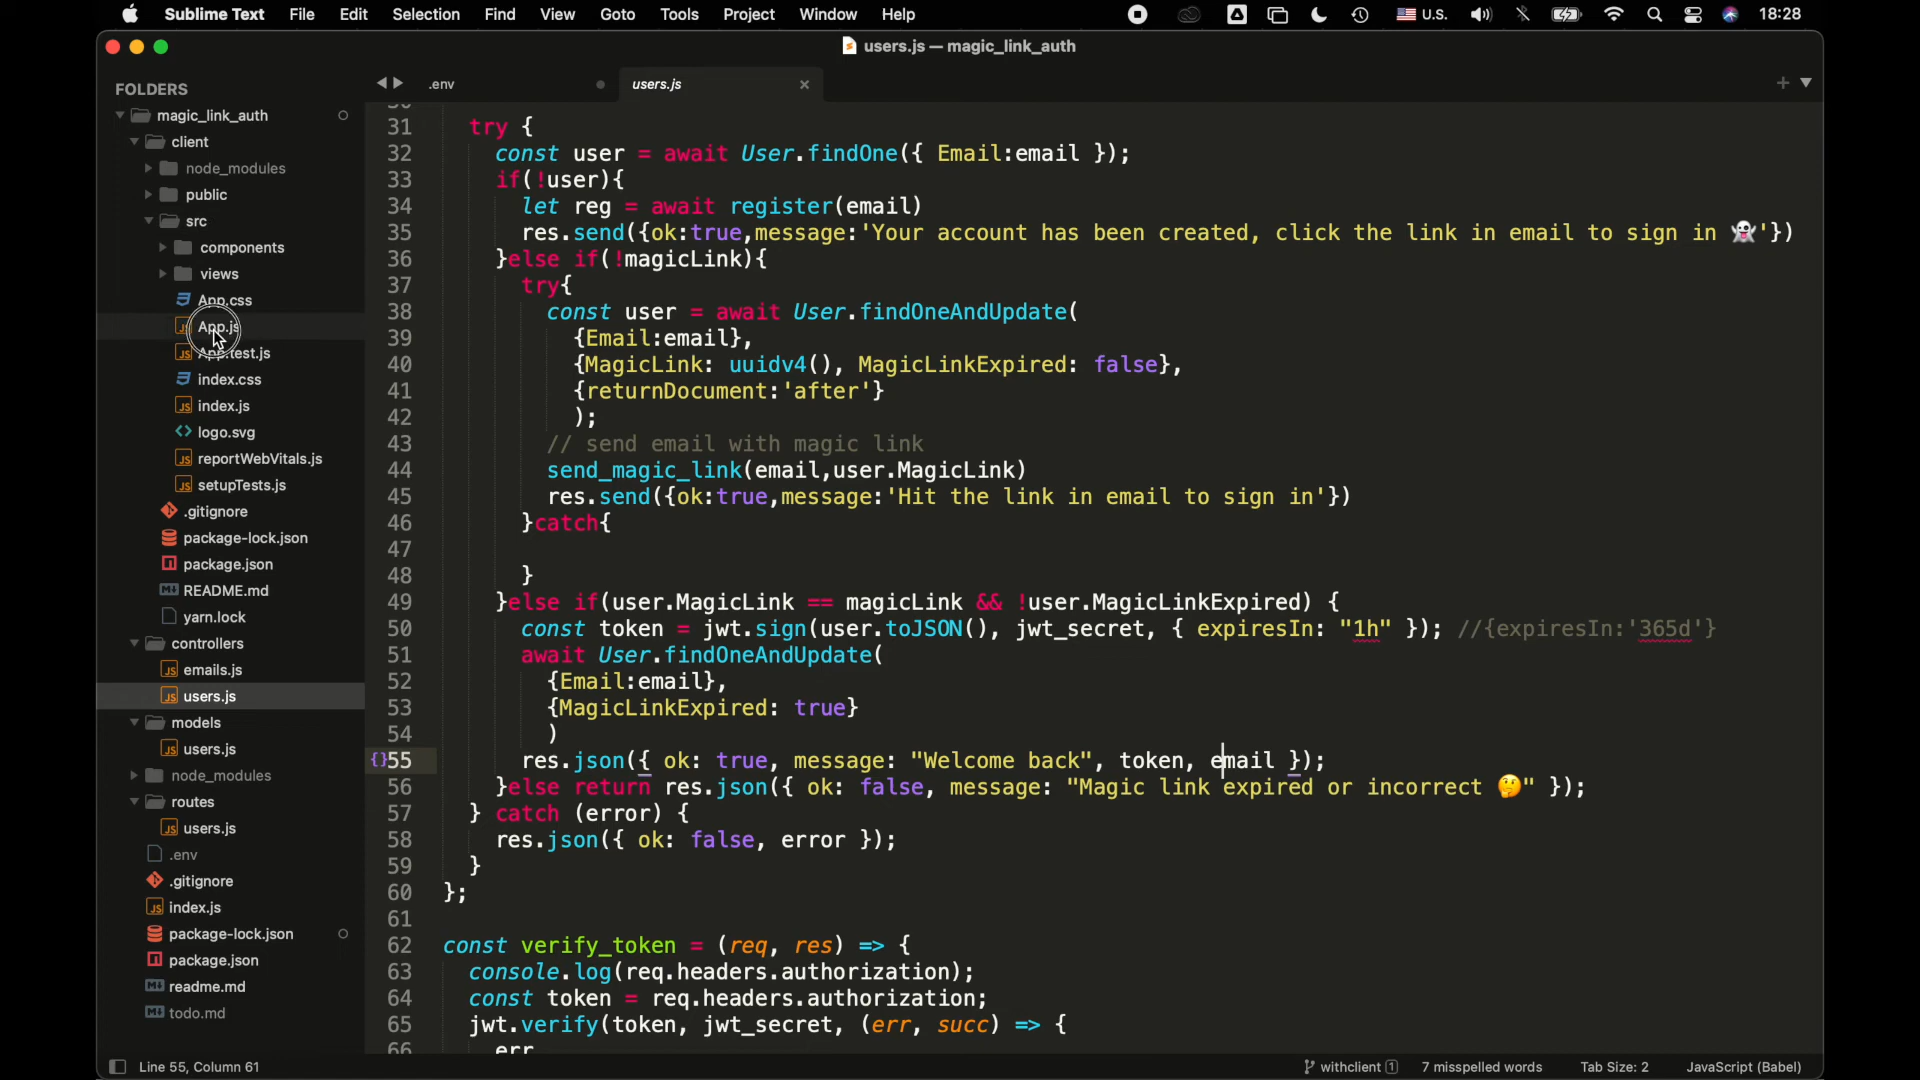 Sublime Text File Edit Selection Find View Goto Tools Project Window Help U.S. 18:28
users.js — magic_link_auth
FOLDERS
magic_link_auth
client
node_modules
public
src
components
views
App.css
App.js
App.test.js
index.css
index.js
logo.svg
reportWebVitals.js
setupTests.js
.gitignore
package-lock.json
package.json
README.md
yarn.lock
controllers
emails.js
users.js
models
users.js
node_modules
routes
users.js
.env
.gitignore
index.js
package-lock.json
package.json
readme.md
todo.md
.env users.js
31 try {
32 const user = await User.findOne({ Email:email });
33 if(!user){
34 let reg = await register(email)
35 res.send({ok:true,message:'Your account has been created, click the link in email to sign in 👻'})
36 }else if(!magicLink){
37 try{
38 const user = await User.findOneAndUpdate(
39 {Email:email},
40 {MagicLink: uuidv4(), MagicLinkExpired: false},
41 {returnDocument:'after'}
42 );
43 // send email with magic link
44 send_magic_link(email,user.MagicLink)
45 res.send({ok:true,message:'Hit the link in email to sign in'})
46 }catch{
47
48 }
49 }else if(user.MagicLink == magicLink && !user.MagicLinkExpired) {
50 const token = jwt.sign(user.toJSON(), jwt_secret, { expiresIn: "1h" }); //{expiresIn:'365d'}
51 await User.findOneAndUpdate(
52 {Email:email},
53 {MagicLinkExpired: true}
54 )
{}55 res.json({ ok: true, message: "Welcome back", token, email });
56 }else return res.json({ ok: false, message: "Magic link expired or incorrect 🤔" });
57 } catch (error) {
58 res.json({ ok: false, error });
59 }
60 };
61
62 const verify_token = (req, res) => {
63 console.log(req.headers.authorization);
64 const token = req.headers.authorization;
65 jwt.verify(token, jwt_secret, (err, succ) => {
66 err
Line 55, Column 61 withclient 1 7 misspelled words Tab Size: 2 JavaScript (Babel)